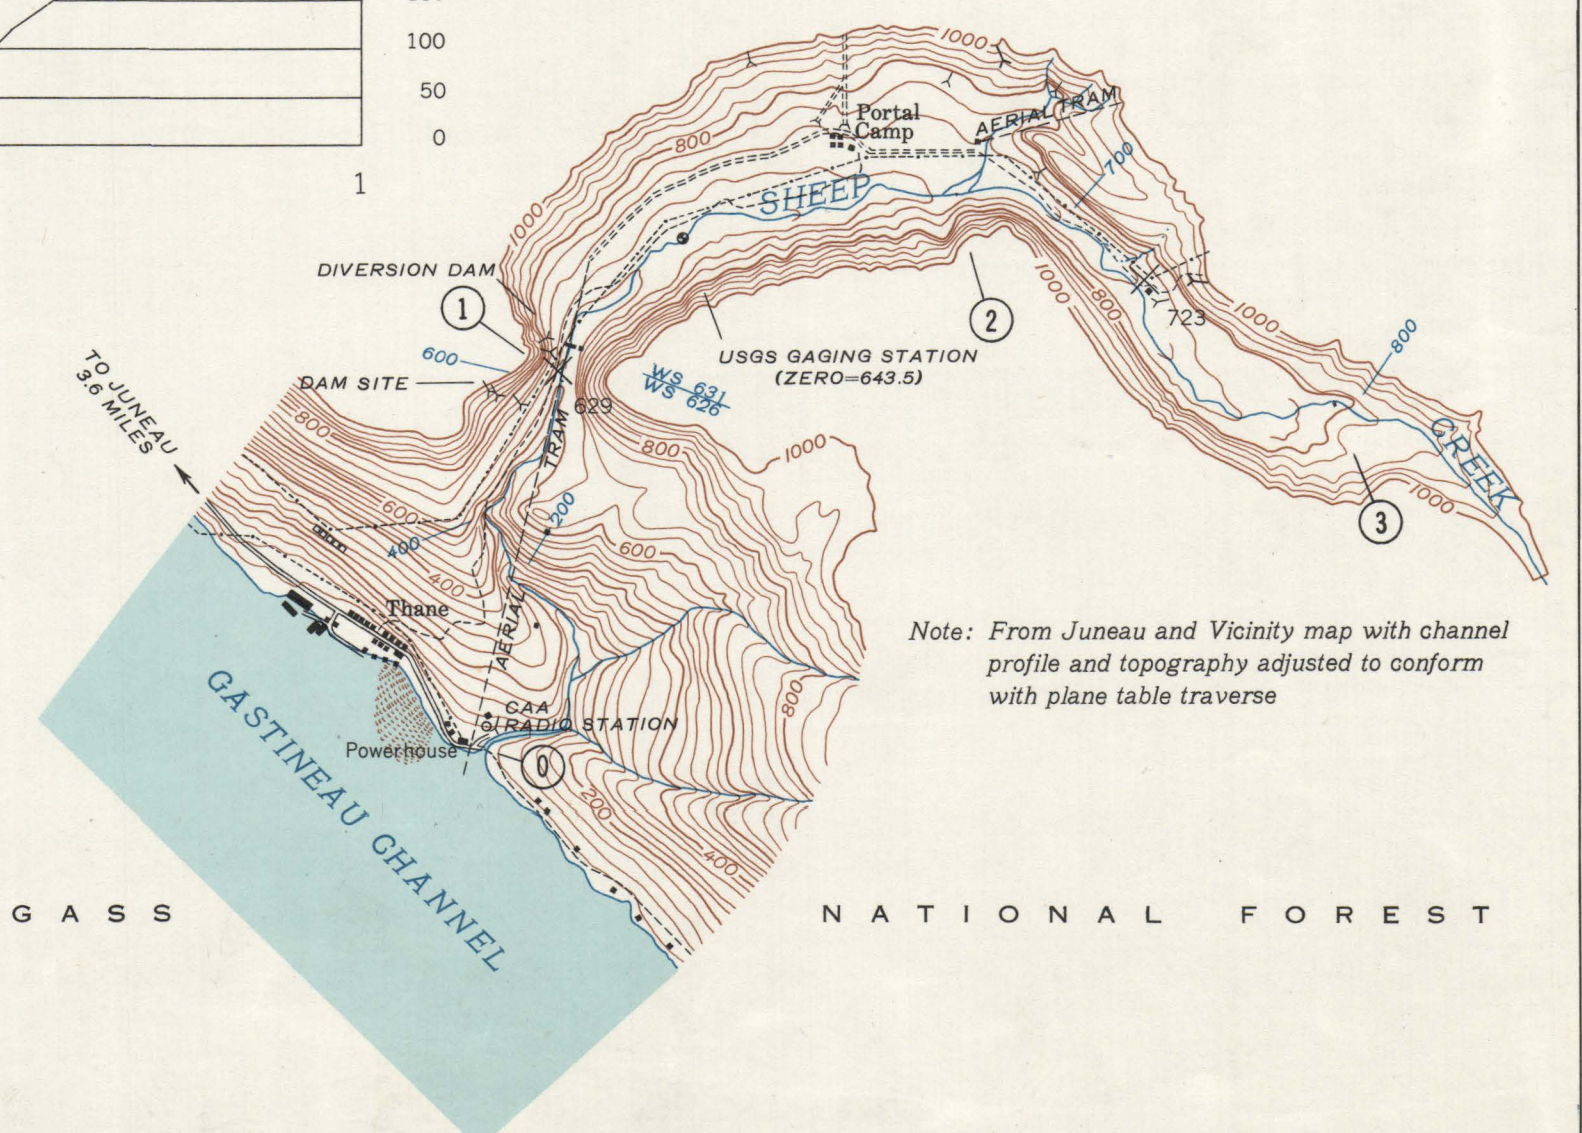 100
50
0
1
1000
Portal
Camp
AERIAL TRAM
800
700
SHEEP
1000
DIVERSION DAM
1
2
1000
800
723
1000
800
600
USGS GAGING STATION
(ZERO=643.5)
DAM SITE
WS 631
WS 626
629
TO JUNEAU
3.6 MILES
800
TRAM
800
1000
CREEK
1000
3
600
200
400
600
400
Thane
AERIAL
Note: From Juneau and Vicinity map with channel
profile and topography adjusted to conform
with plane table traverse
800
CAA
RADIO STATION
Powerhouse
0
GASTINEAU CHANNEL
200
400
GASS NATIONAL FOREST